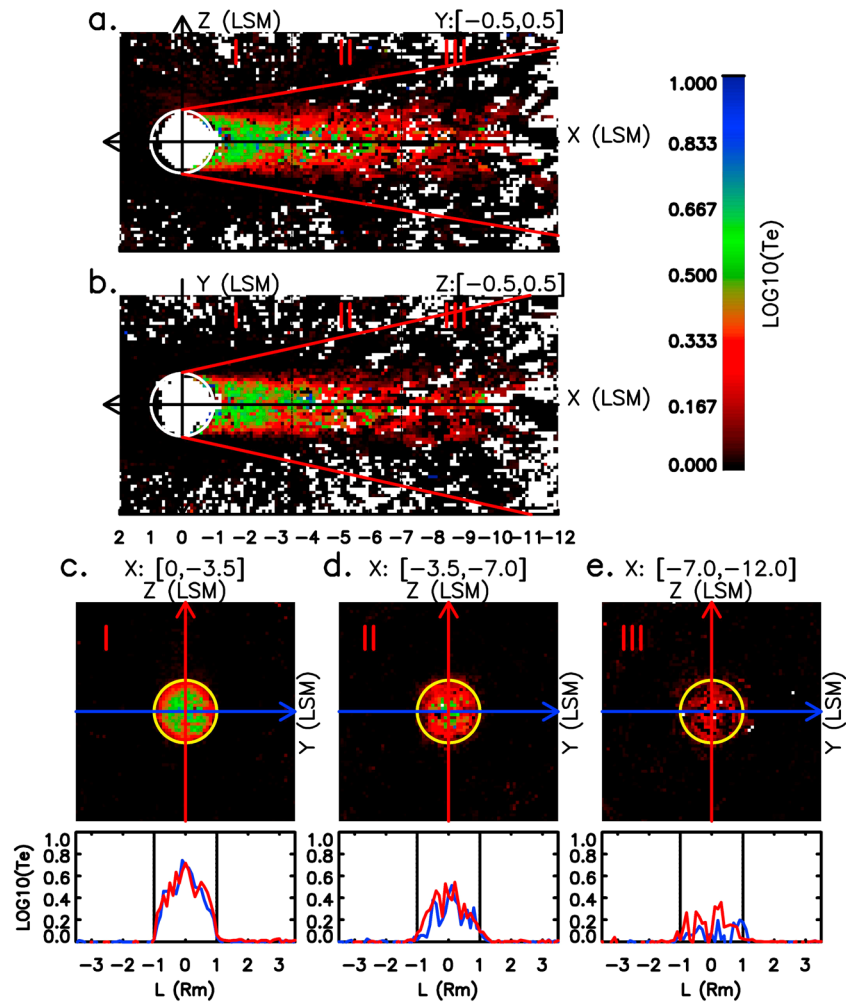 a. Z (LSM) Y:[−0.5,0.5]
I II III
X (LSM)
b. Y (LSM) Z:[−0.5,0.5]
I II III
X (LSM)
2 1 0 −1 −2 −3 −4 −5 −6 −7 −8 −9 −10 −11 −12
1.000
0.833
0.667
0.500
0.333
0.167
0.000
LOG10(Te)
c. X: [0,−3.5]
Z (LSM)
I
Y (LSM)
d. X: [−3.5,−7.0]
Z (LSM)
II
Y (LSM)
e. X: [−7.0,−12.0]
Z (LSM)
III
Y (LSM)
LOG10(Te)
1.0
0.8
0.6
0.4
0.2
0.0
−3 −2 −1 0 1 2 3
L (Rm)
1.0
0.8
0.6
0.4
0.2
0.0
−3 −2 −1 0 1 2 3
L (Rm)
1.0
0.8
0.6
0.4
0.2
0.0
−3 −2 −1 0 1 2 3
L (Rm)